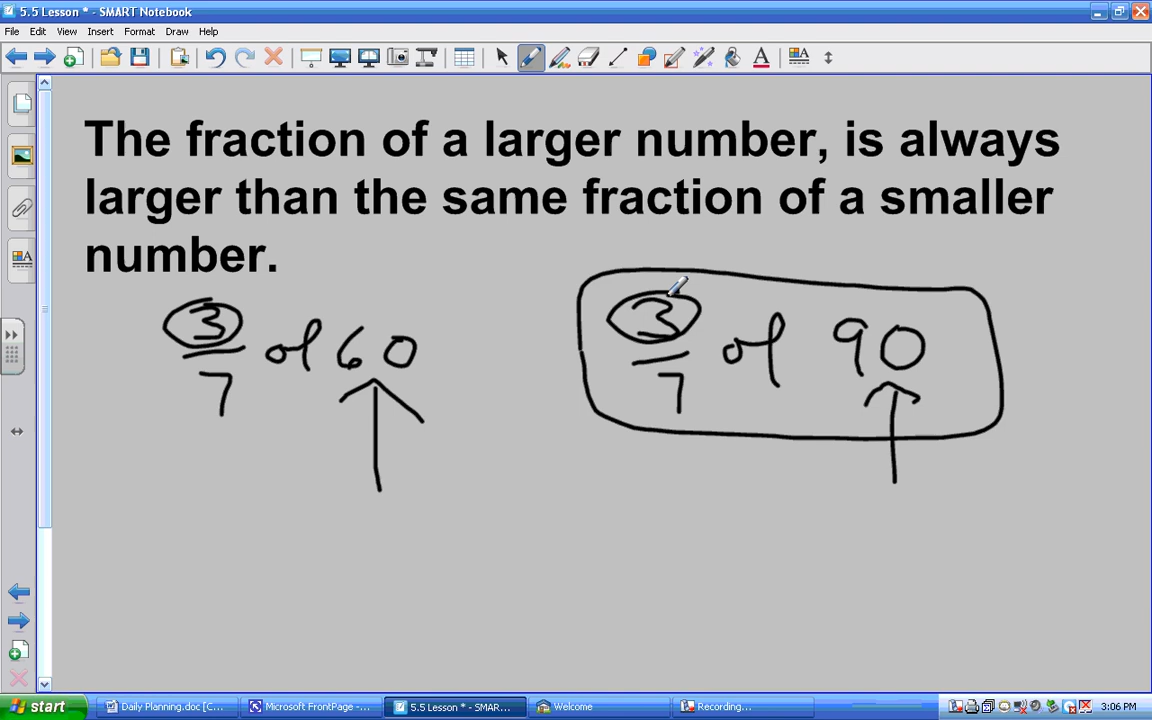 5.5 Lesson * - SMART Notebook
File Edit View Insert Format Draw Help
The fraction of a larger number, is always
larger than the same fraction of a smaller
number.
3/7 of 60
3/7 of 90
start Daily Planning.doc [C... Microsoft FrontPage -... 5.5 Lesson * - SMAR... Welcome Recording... 3:06 PM